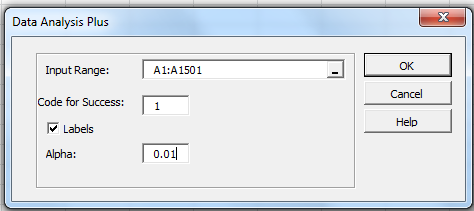 Data Analysis Plus
Input Range: A1:A1501
OK
Code for Success: 1
Cancel
Labels
Help
Alpha: 0.01